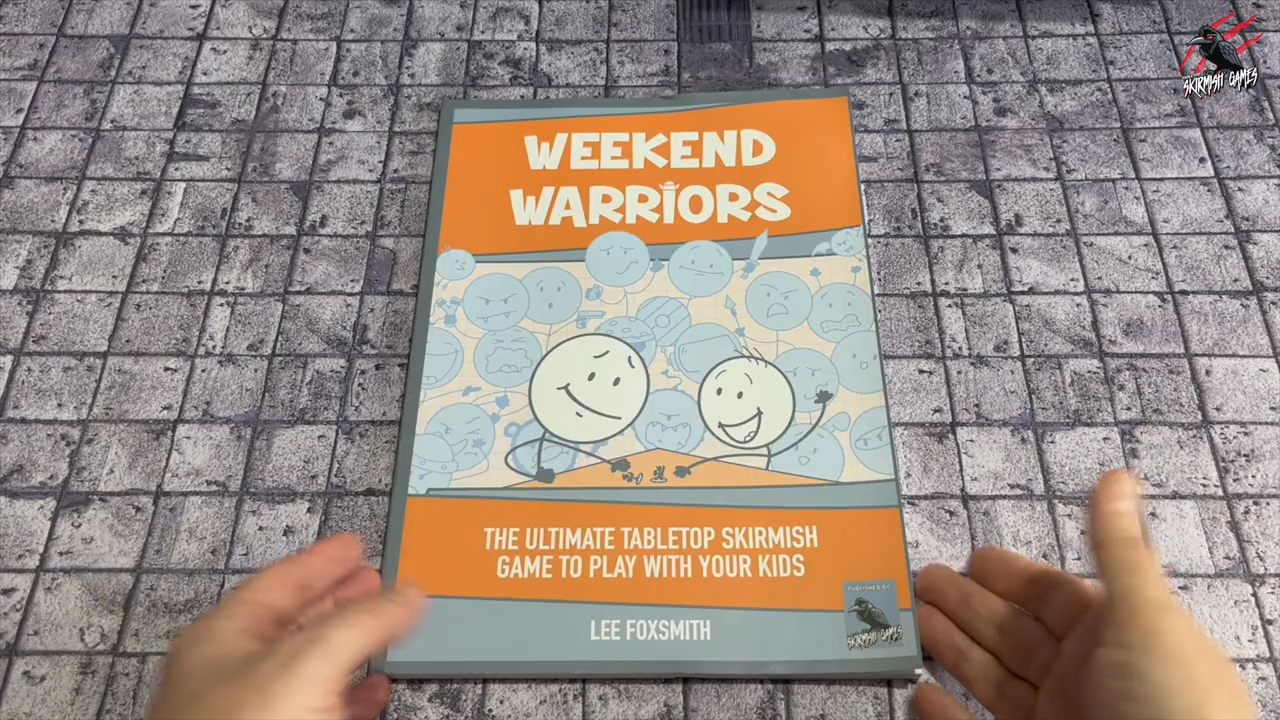 SKIRMISH GAMES
WEEKEND
WARRIORS
THE ULTIMATE TABLETOP SKIRMISH
GAME TO PLAY WITH YOUR KIDS
PUBLISHED BY
SKIRMISH GAMES
LEE FOXSMITH